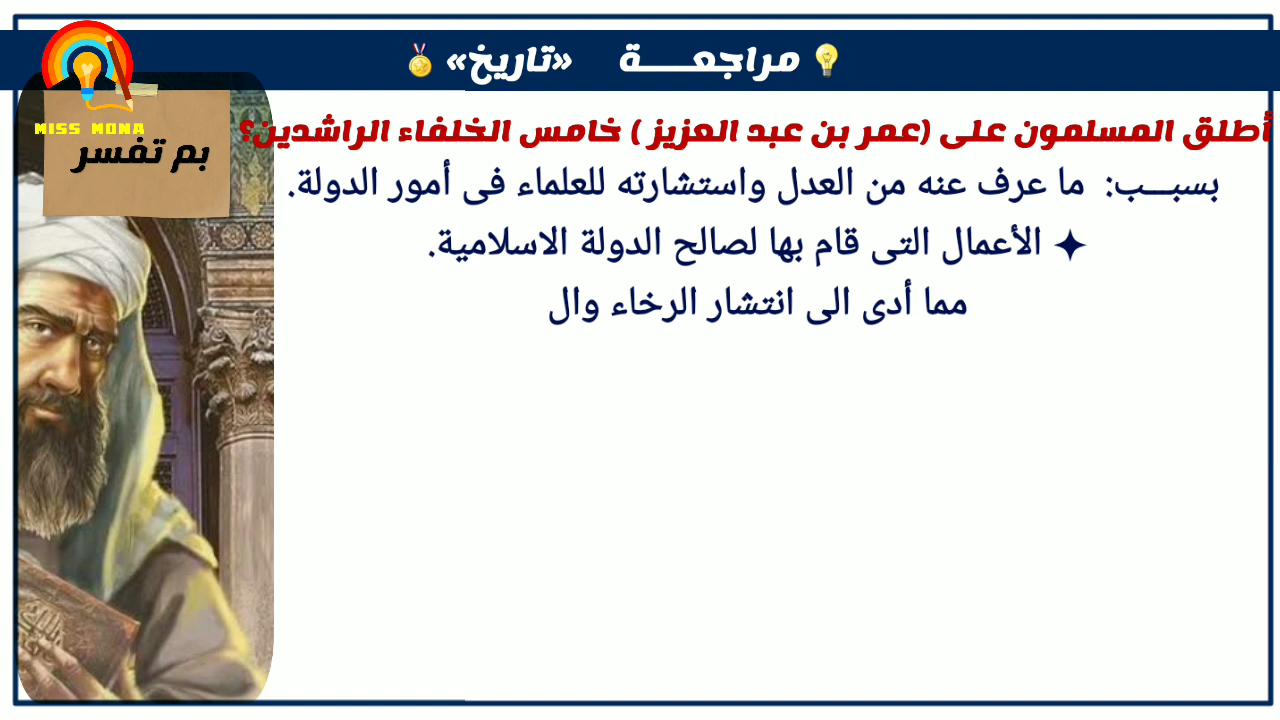 مراجعـــــة «تاريخ»
MISS MONA
بم تفسر
أطلق المسلمون على (عمر بن عبد العزيز ) خامس الخلفاء الراشدين؟
بسبـــب: ما عرف عنه من العدل واستشارته للعلماء فى أمور الدولة.
✦ الأعمال التى قام بها لصالح الدولة الاسلامية.
مما أدى الى انتشار الرخاء وال